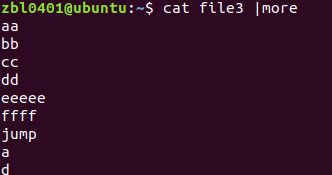 zbl0401@ubuntu:~$ cat file3 |more
aa
bb
cc
dd
eeeee
ffff
jump
a
d